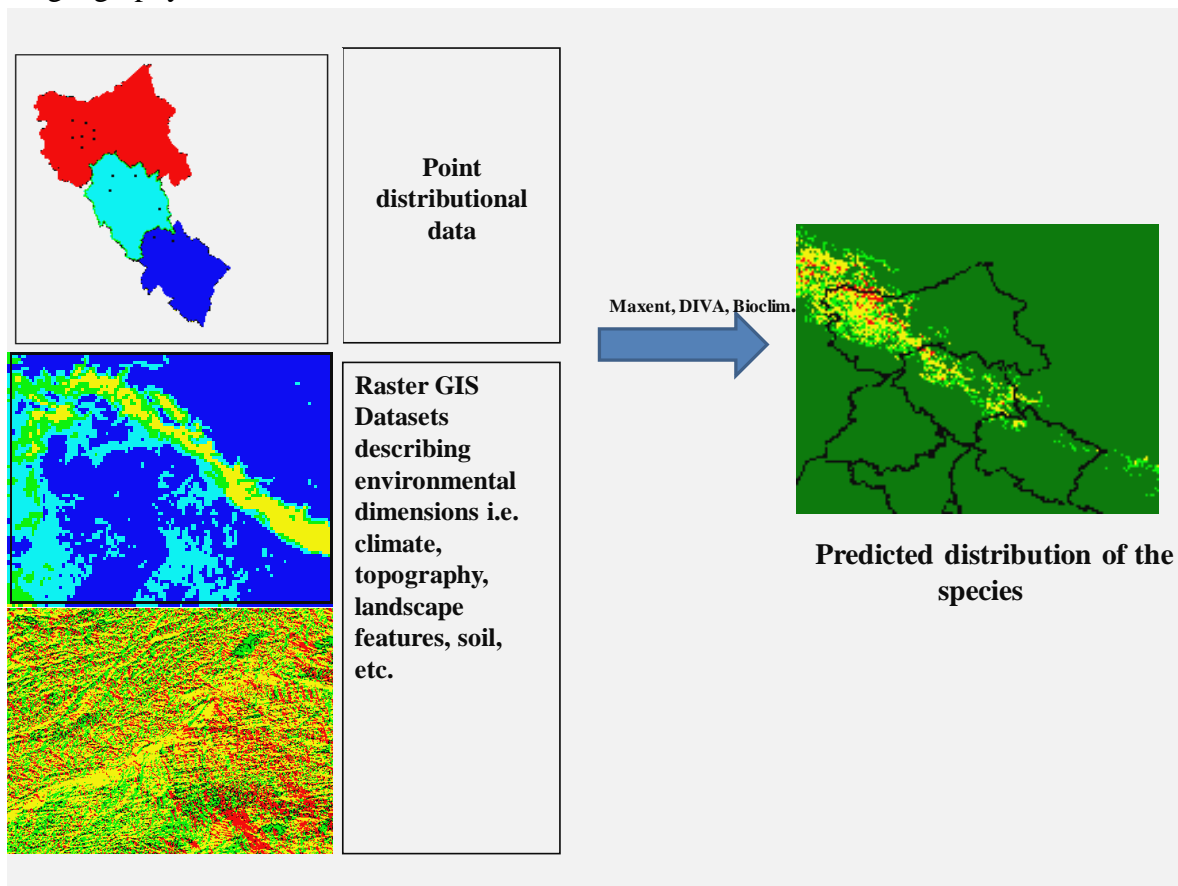 Point
distributional
data
Maxent, DIVA, Bioclim.
Raster GIS
Datasets
describing
environmental
dimensions i.e.
climate,
topography,
landscape
features, soil,
etc.
Predicted distribution of the
species